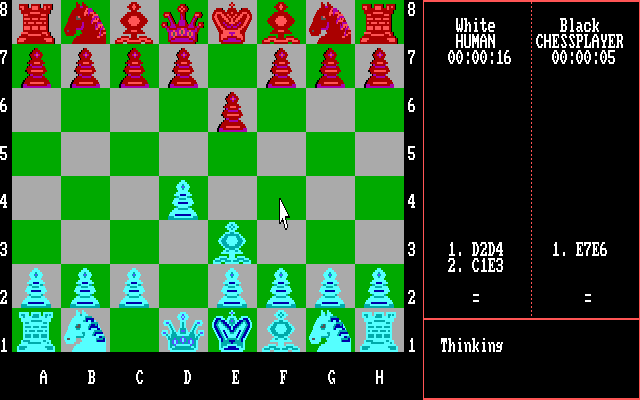 8 8
7 7
6 6
5 5
4 4
3 3
2 2
1 1
A B C D E F G H
White Black
HUMAN CHESSPLAYER
00:00:16 00:00:05
1. D2D4 1. E7E6
2. C1E3
= =
Thinking